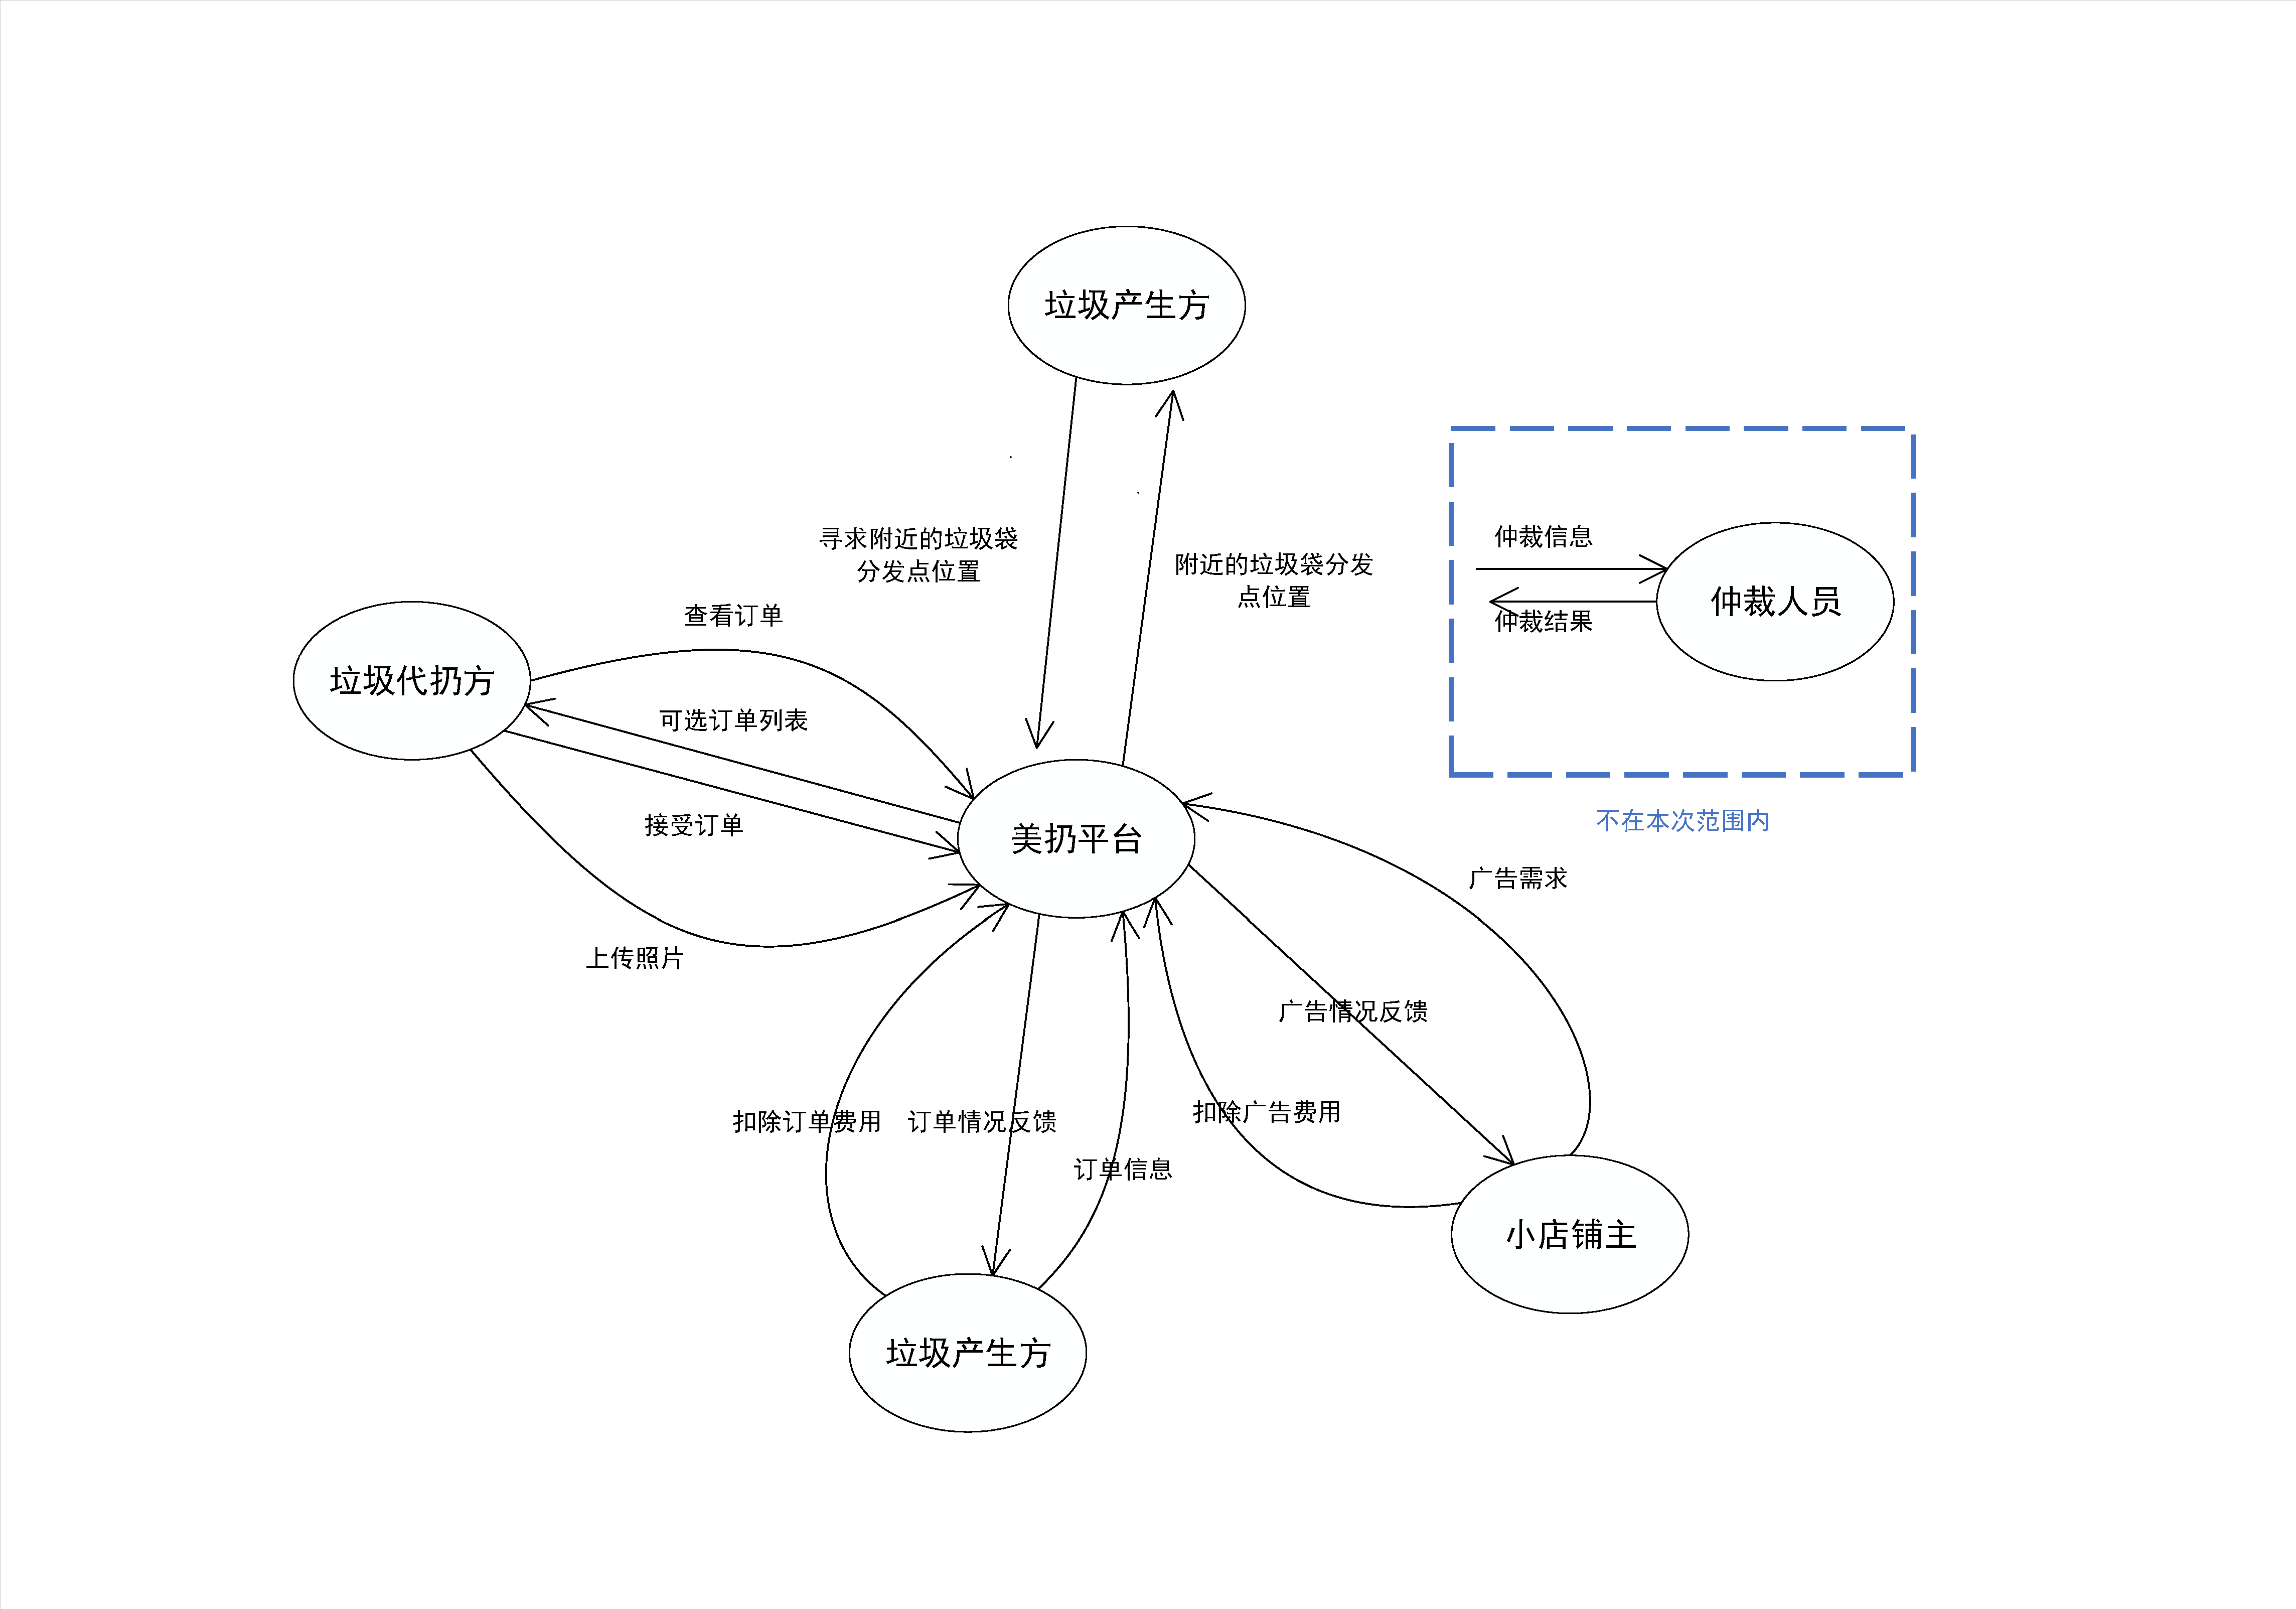 垃圾产生方
寻求附近的垃圾袋
分发点位置
附近的垃圾袋分发
点位置
仲裁信息
仲裁人员
仲裁结果
不在本次范围内
查看订单
垃圾代扔方
可选订单列表
接受订单
上传照片
美扔平台
广告需求
广告情况反馈
扣除广告费用
扣除订单费用
订单情况反馈
订单信息
小店铺主
垃圾产生方